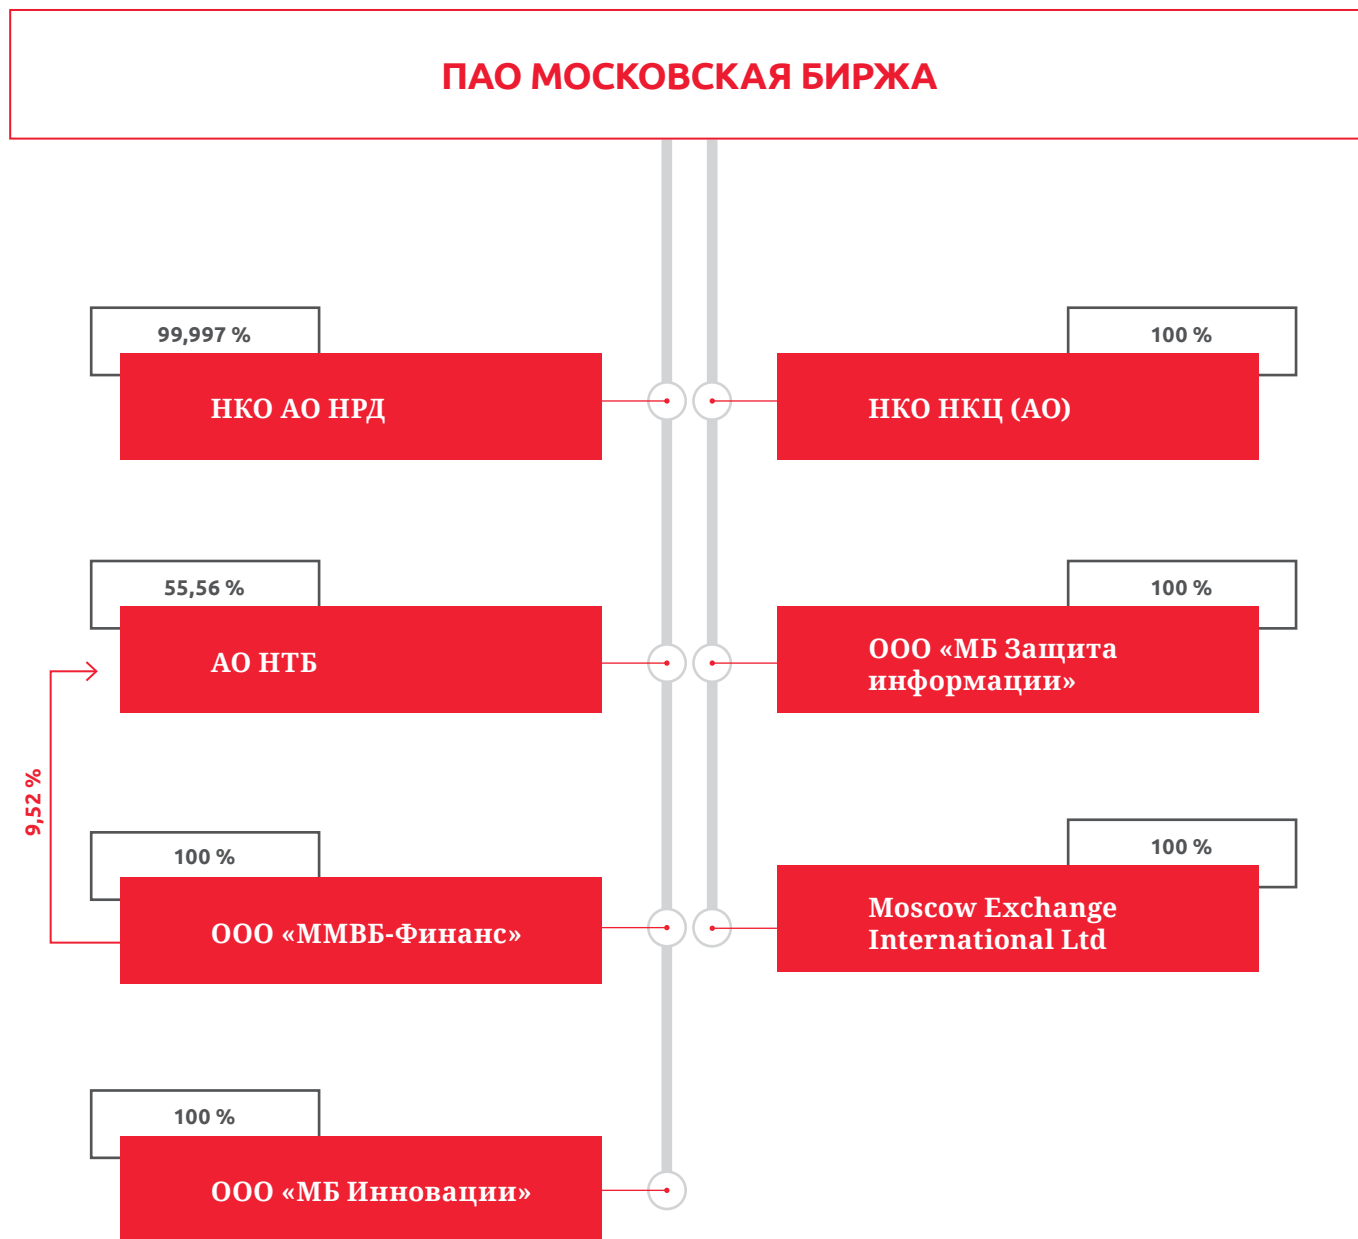 ПАО МОСКОВСКАЯ БИРЖА
99,997 %
НКО АО НРД
100 %
НКО НКЦ (АО)
55,56 %
АО НТБ
100 %
ООО «МБ Защита
информации»
9,52 %
100 %
ООО «ММВБ-Финанс»
100 %
Moscow Exchange
International Ltd
100 %
ООО «МБ Инновации»